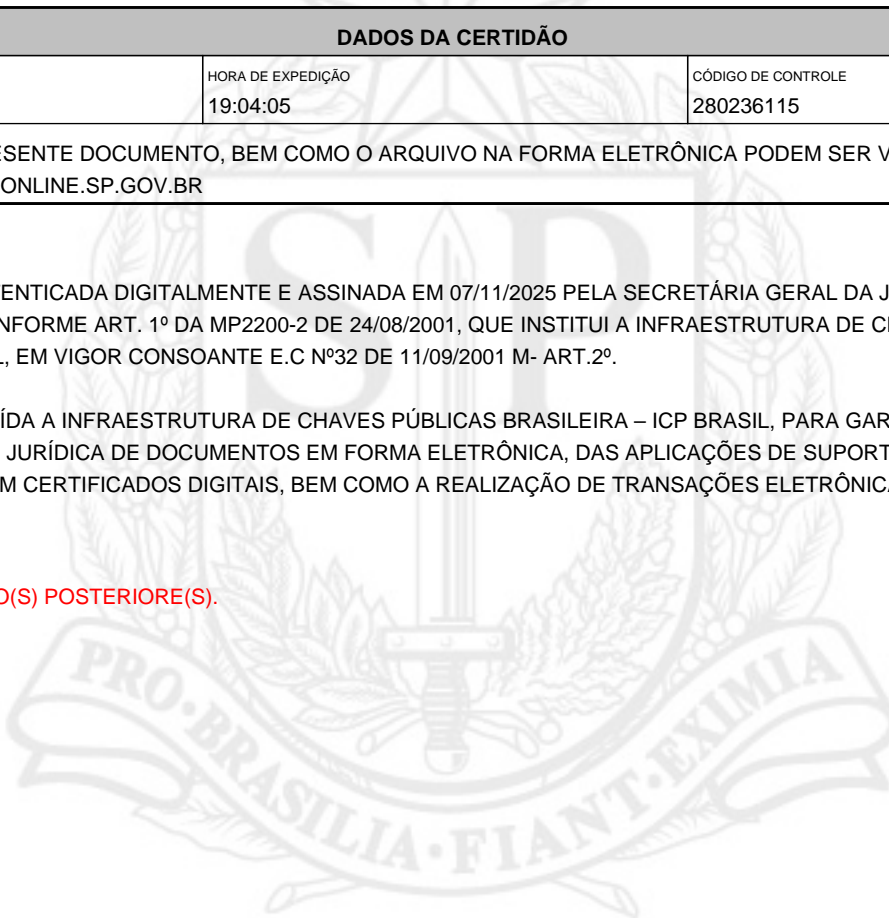 DADOS DA CERTIDÃO
HORA DE EXPEDIÇÃO CÓDIGO DE CONTROLE
19:04:05 280236115
ESENTE DOCUMENTO, BEM COMO O ARQUIVO NA FORMA ELETRÔNICA PODEM SER V
ONLINE.SP.GOV.BR
TENTICADA DIGITALMENTE E ASSINADA EM 07/11/2025 PELA SECRETÁRIA GERAL DA J
NFORME ART. 1º DA MP2200-2 DE 24/08/2001, QUE INSTITUI A INFRAESTRUTURA DE C
L, EM VIGOR CONSOANTE E.C Nº32 DE 11/09/2001 M- ART.2º.
ÍDA A INFRAESTRUTURA DE CHAVES PÚBLICAS BRASILEIRA – ICP BRASIL, PARA GAR
JURÍDICA DE DOCUMENTOS EM FORMA ELETRÔNICA, DAS APLICAÇÕES DE SUPORT
M CERTIFICADOS DIGITAIS, BEM COMO A REALIZAÇÃO DE TRANSAÇÕES ELETRÔNICA
O(S) POSTERIORE(S).
SP
PRO·BRASILIA·FIANT·EXIMIA